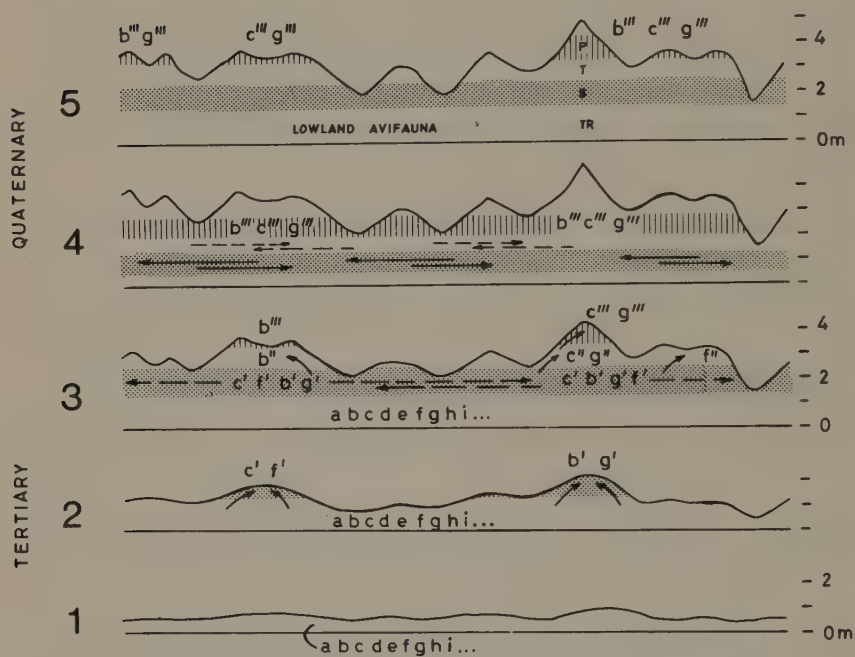 b''' g''' c''' g''' b''' c''' g'''
P
T
S
TR
LOWLAND AVIFAUNA
5
4
2
0m
QUATERNARY
4
b''' c''' g''' b''' c''' g'''
3
b''' c''' g'''
b'' c'' g'' f''
c' f' b' g' c' b' g' f'
a b c d e f g h i ...
4
2
0
TERTIARY
2
c' f' b' g'
a b c d e f g h i ...
1
2
0m
a b c d e f g h i ...